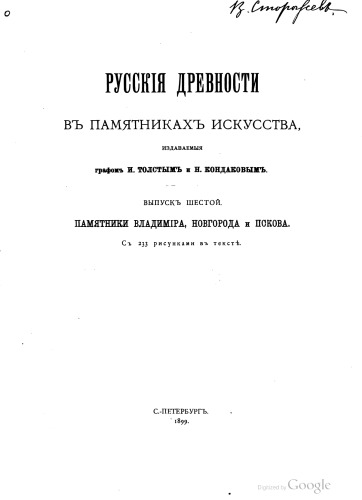 В. Сторожевъ
РУССКІЯ ДРЕВНОСТИ
ВЪ ПАМЯТНИКАХЪ ИСКУССТВА,
ИЗДАВАЕМЫЯ
графомъ И. ТОЛСТЫМЪ и Н. КОНДАКОВЫМЪ.
ВЫПУСКЪ ШЕСТОЙ.
ПАМЯТНИКИ ВЛАДИМІРА, НОВГОРОДА и ПСКОВА.
Съ 233 рисунками въ текстѣ.
С.-ПЕТЕРБУРГЪ.
1899.
Digitized by Google